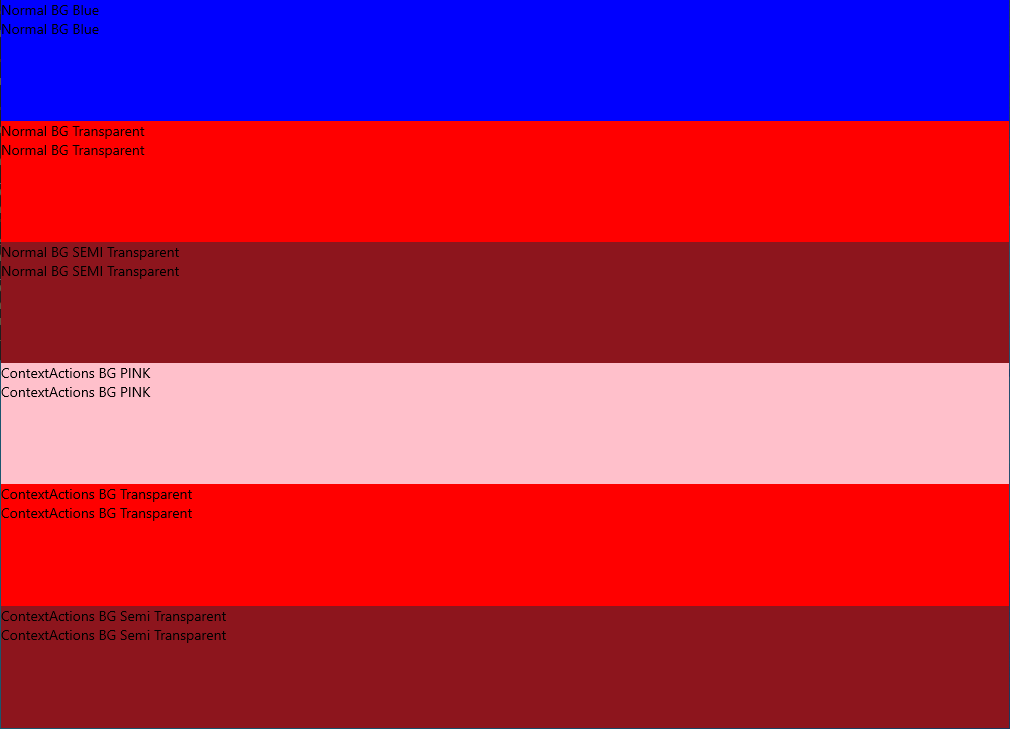 Normal BG Blue
Normal BG Blue
Normal BG Transparent
Normal BG Transparent
Normal BG SEMI Transparent
Normal BG SEMI Transparent
ContextActions BG PINK
ContextActions BG PINK
ContextActions BG Transparent
ContextActions BG Transparent
ContextActions BG Semi Transparent
ContextActions BG Semi Transparent